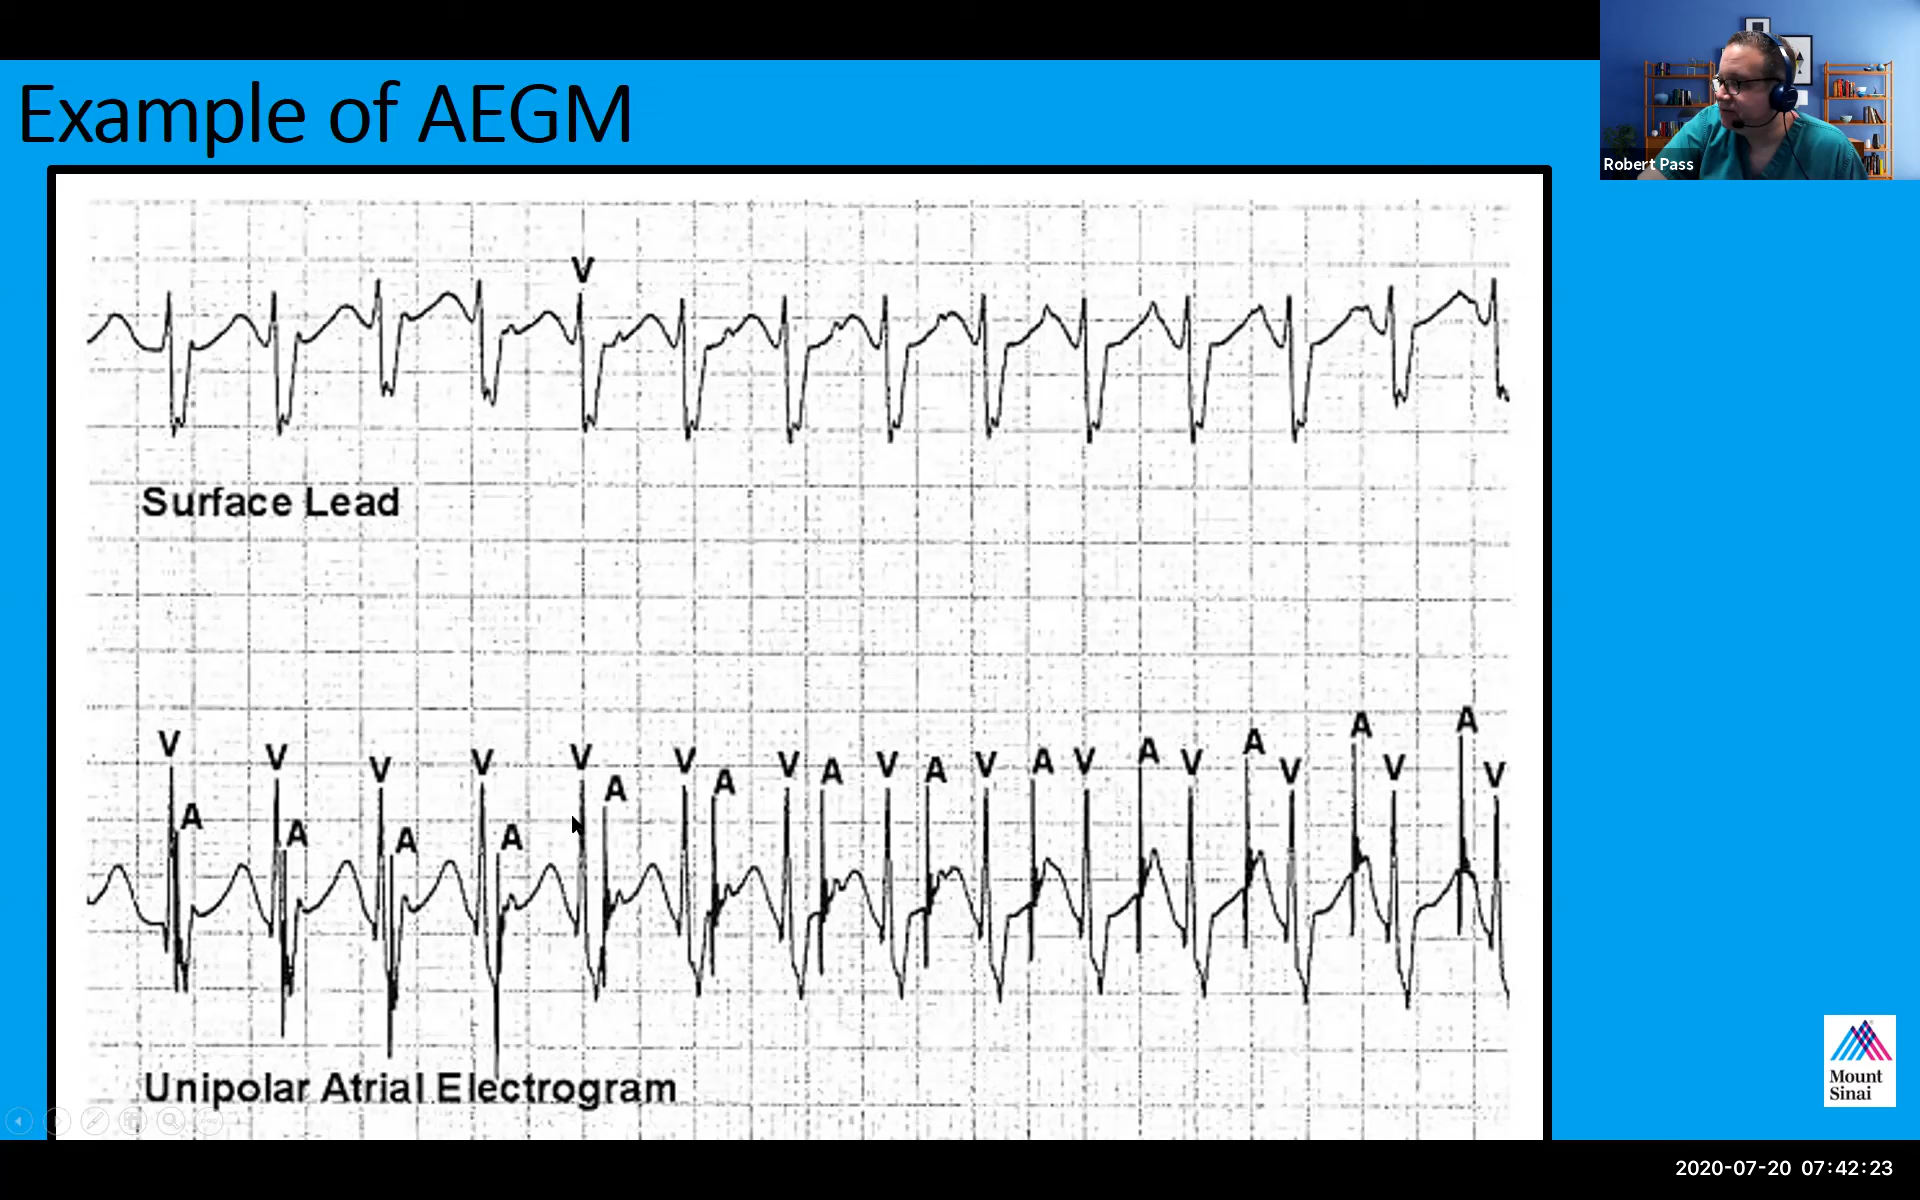 Example of AEGM
Robert Pass
V
Surface Lead
V V V V V V V V V A V A V A V A V A V
A A A A A A A A A
Unipolar Atrial Electrogram
Mount
Sinai
2020-07-20 07:42:23